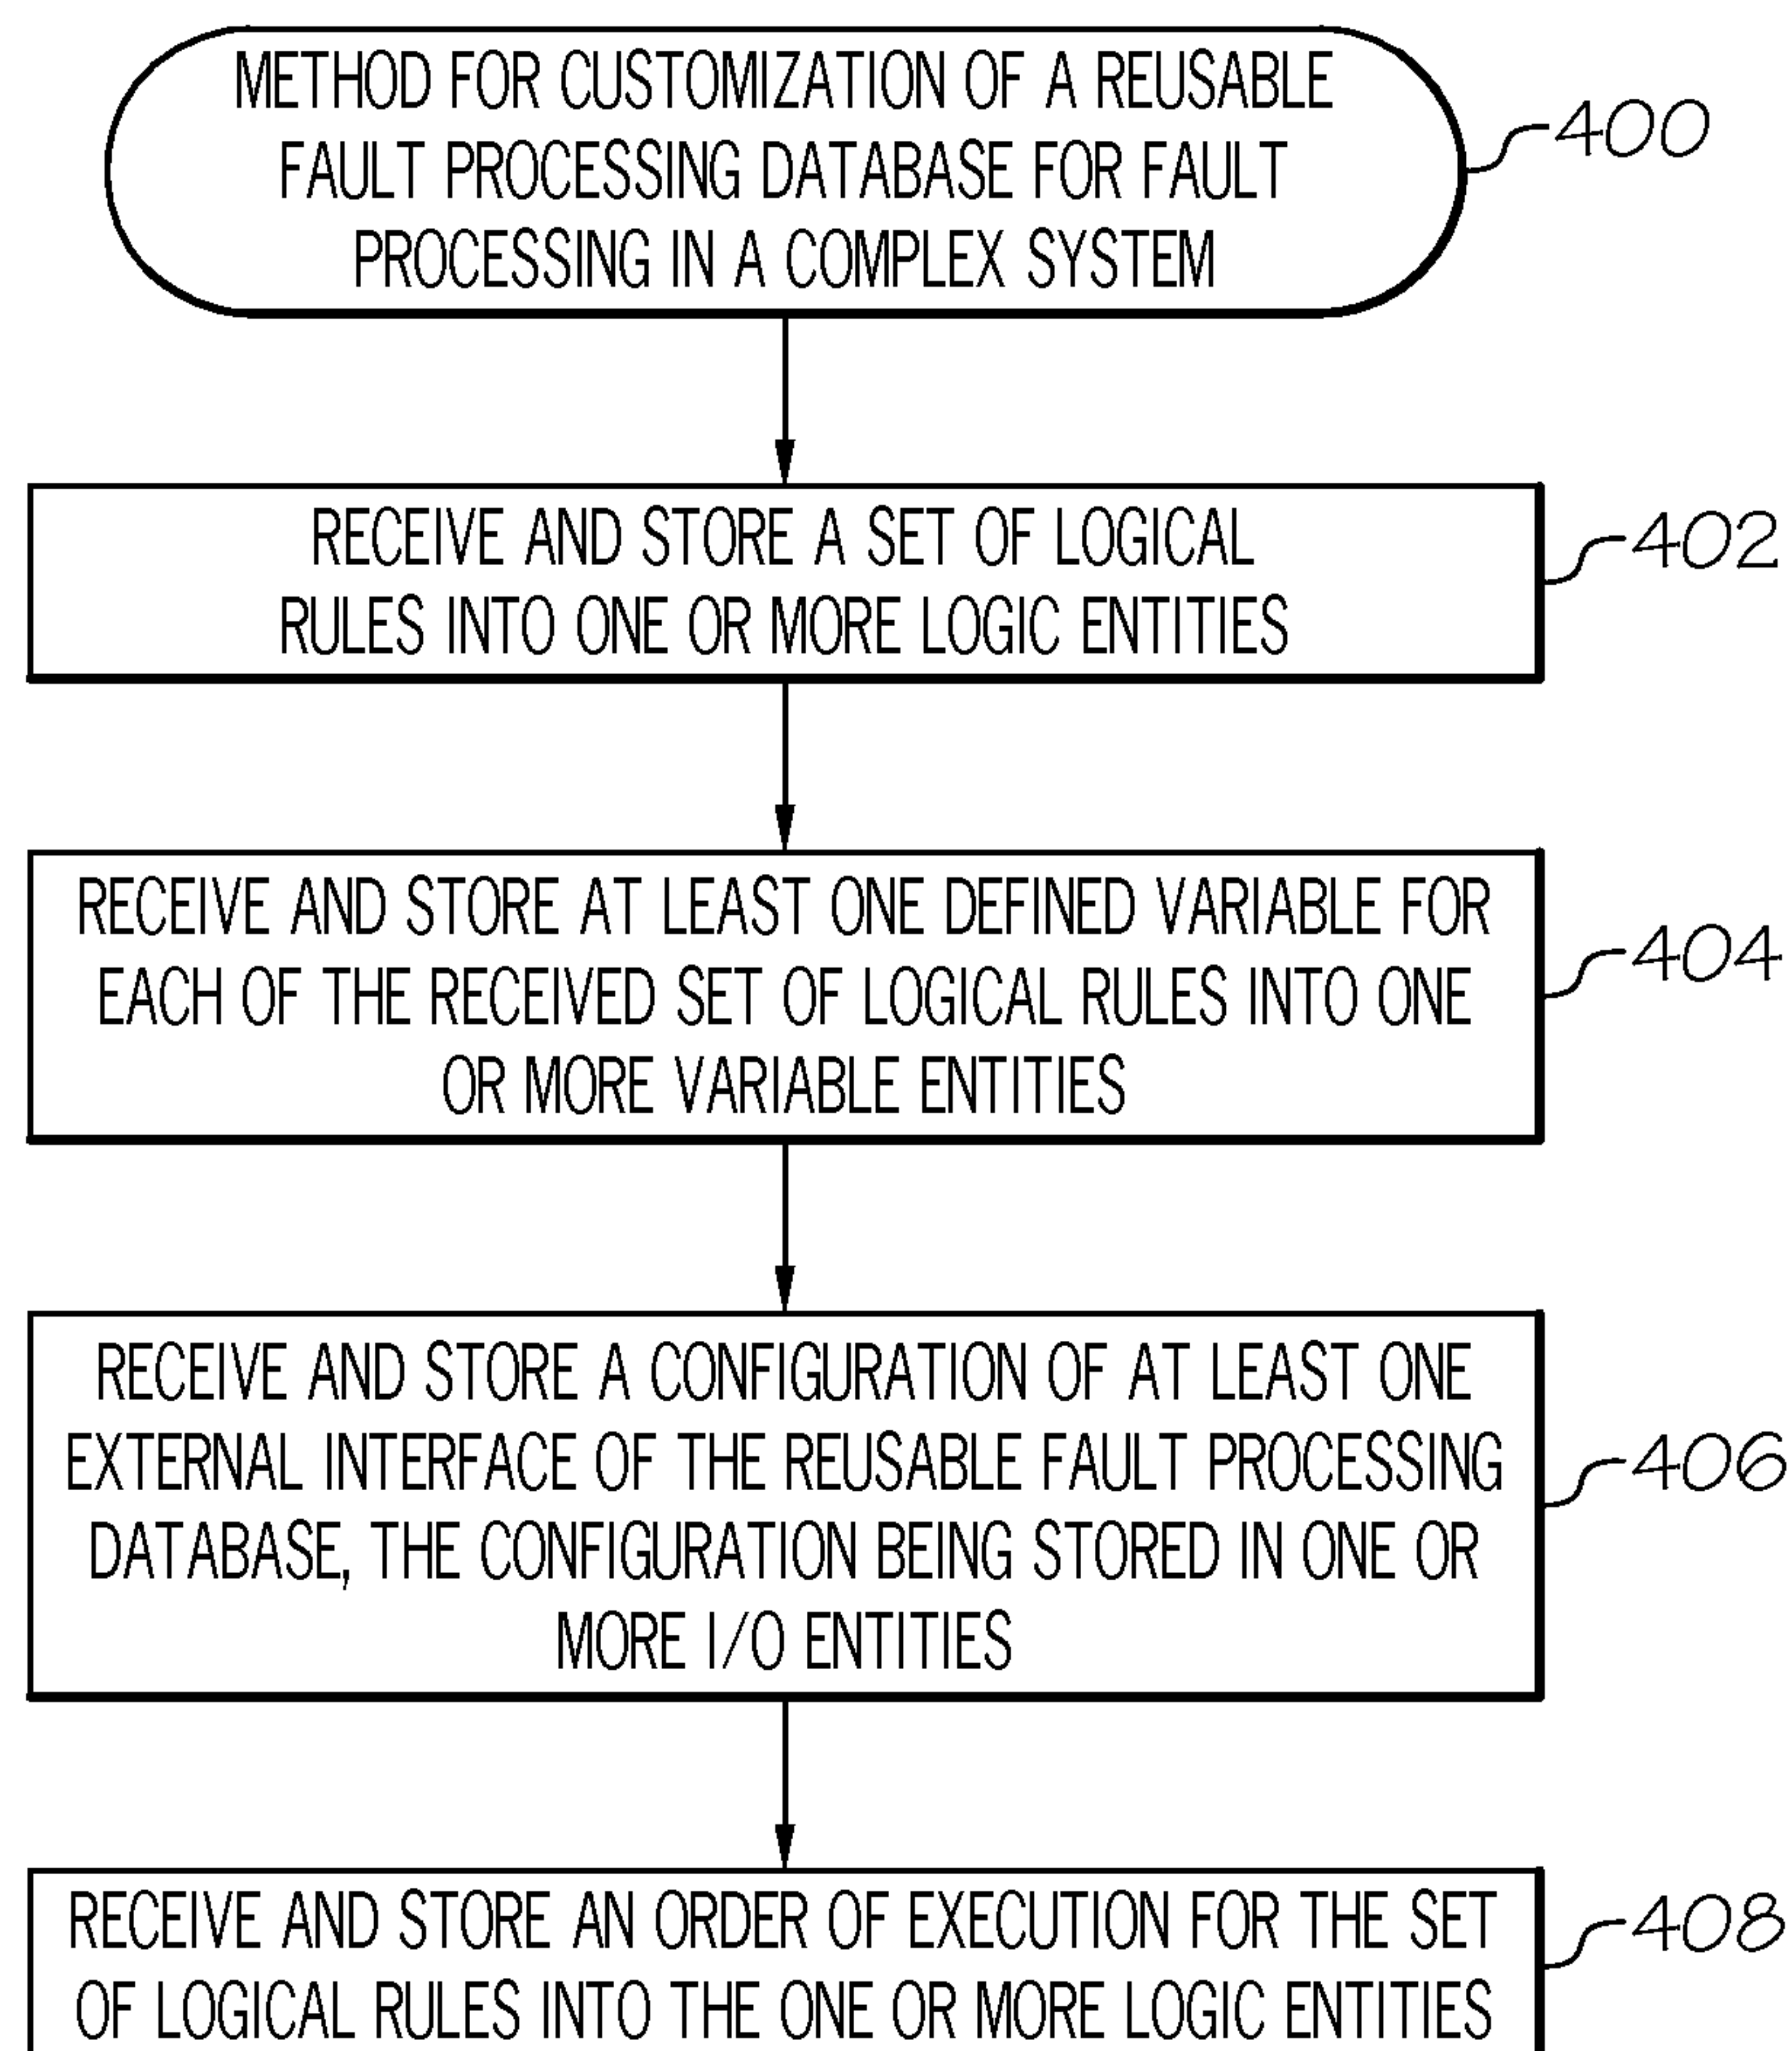 METHOD FOR CUSTOMIZATION OF A REUSABLE
FAULT PROCESSING DATABASE FOR FAULT
PROCESSING IN A COMPLEX SYSTEM
400
RECEIVE AND STORE A SET OF LOGICAL
RULES INTO ONE OR MORE LOGIC ENTITIES
402
RECEIVE AND STORE AT LEAST ONE DEFINED VARIABLE FOR
EACH OF THE RECEIVED SET OF LOGICAL RULES INTO ONE
OR MORE VARIABLE ENTITIES
404
RECEIVE AND STORE A CONFIGURATION OF AT LEAST ONE
EXTERNAL INTERFACE OF THE REUSABLE FAULT PROCESSING
DATABASE, THE CONFIGURATION BEING STORED IN ONE OR
MORE I/O ENTITIES
406
RECEIVE AND STORE AN ORDER OF EXECUTION FOR THE SET
OF LOGICAL RULES INTO THE ONE OR MORE LOGIC ENTITIES
408